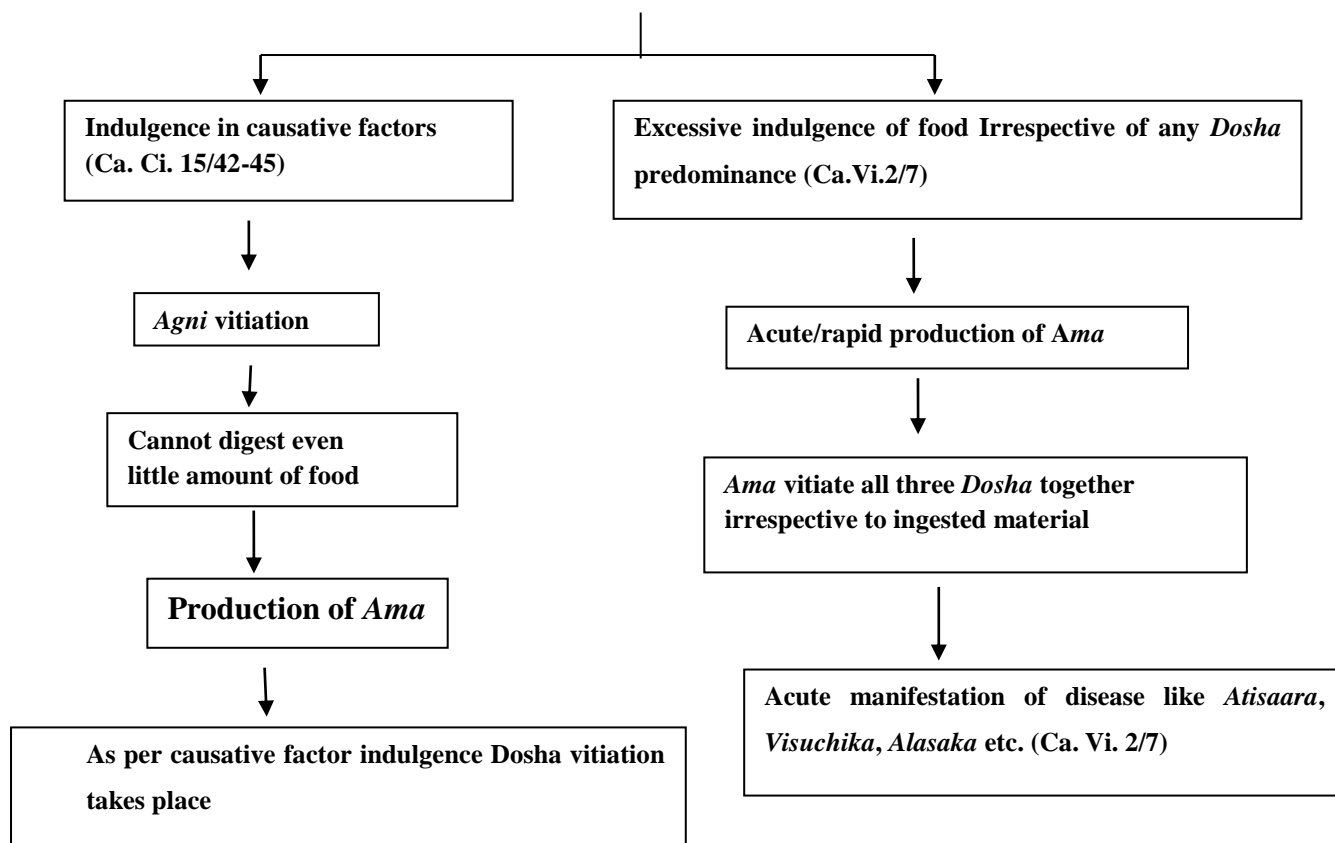 Indulgence in causative factors
(Ca. Ci. 15/42-45)
Agni vitiation
Cannot digest even
little amount of food
Production of Ama
As per causative factor indulgence Dosha vitiation
takes place
Excessive indulgence of food Irrespective of any Dosha
predominance (Ca.Vi.2/7)
Acute/rapid production of Ama
Ama vitiate all three Dosha together
irrespective to ingested material
Acute manifestation of disease like Atisaara,
Visuchika, Alasaka etc. (Ca. Vi. 2/7)